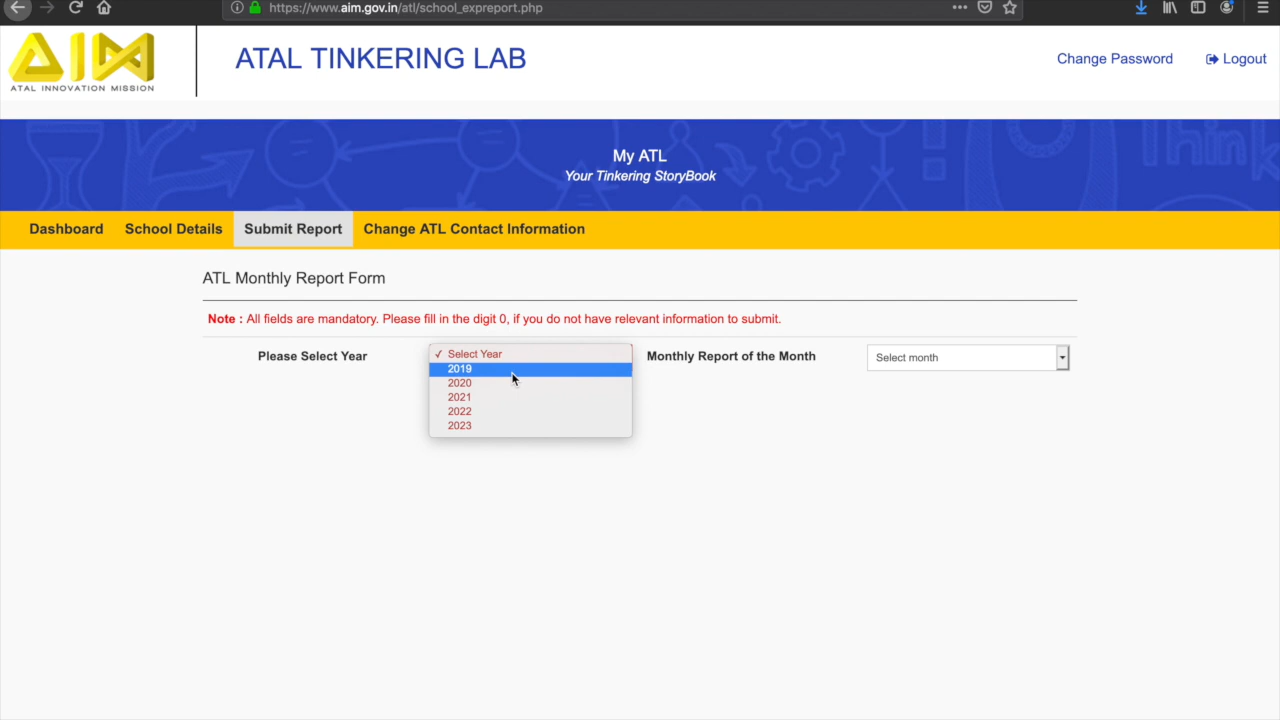 https://www.aim.gov.in/atl/school_expreport.php
AIM
ATAL INNOVATION MISSION
ATAL TINKERING LAB
Change Password
Logout
Think
My ATL
Your Tinkering StoryBook
Dashboard
School Details
Submit Report
Change ATL Contact Information
ATL Monthly Report Form
Note : All fields are mandatory. Please fill in the digit 0, if you do not have relevant information to submit.
Please Select Year
✓ Select Year
2019
2020
2021
2022
2023
Monthly Report of the Month
Select month